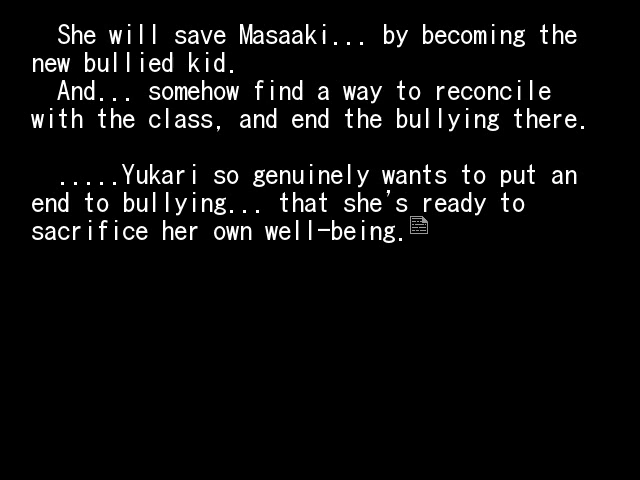 She will save Masaaki... by becoming the
new bullied kid.
And... somehow find a way to reconcile
with the class, and end the bullying there.
.....Yukari so genuinely wants to put an
end to bullying... that she's ready to
sacrifice her own well-being.